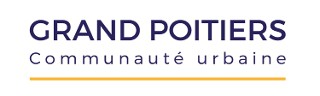 GRAND POITIERS
Communauté urbaine